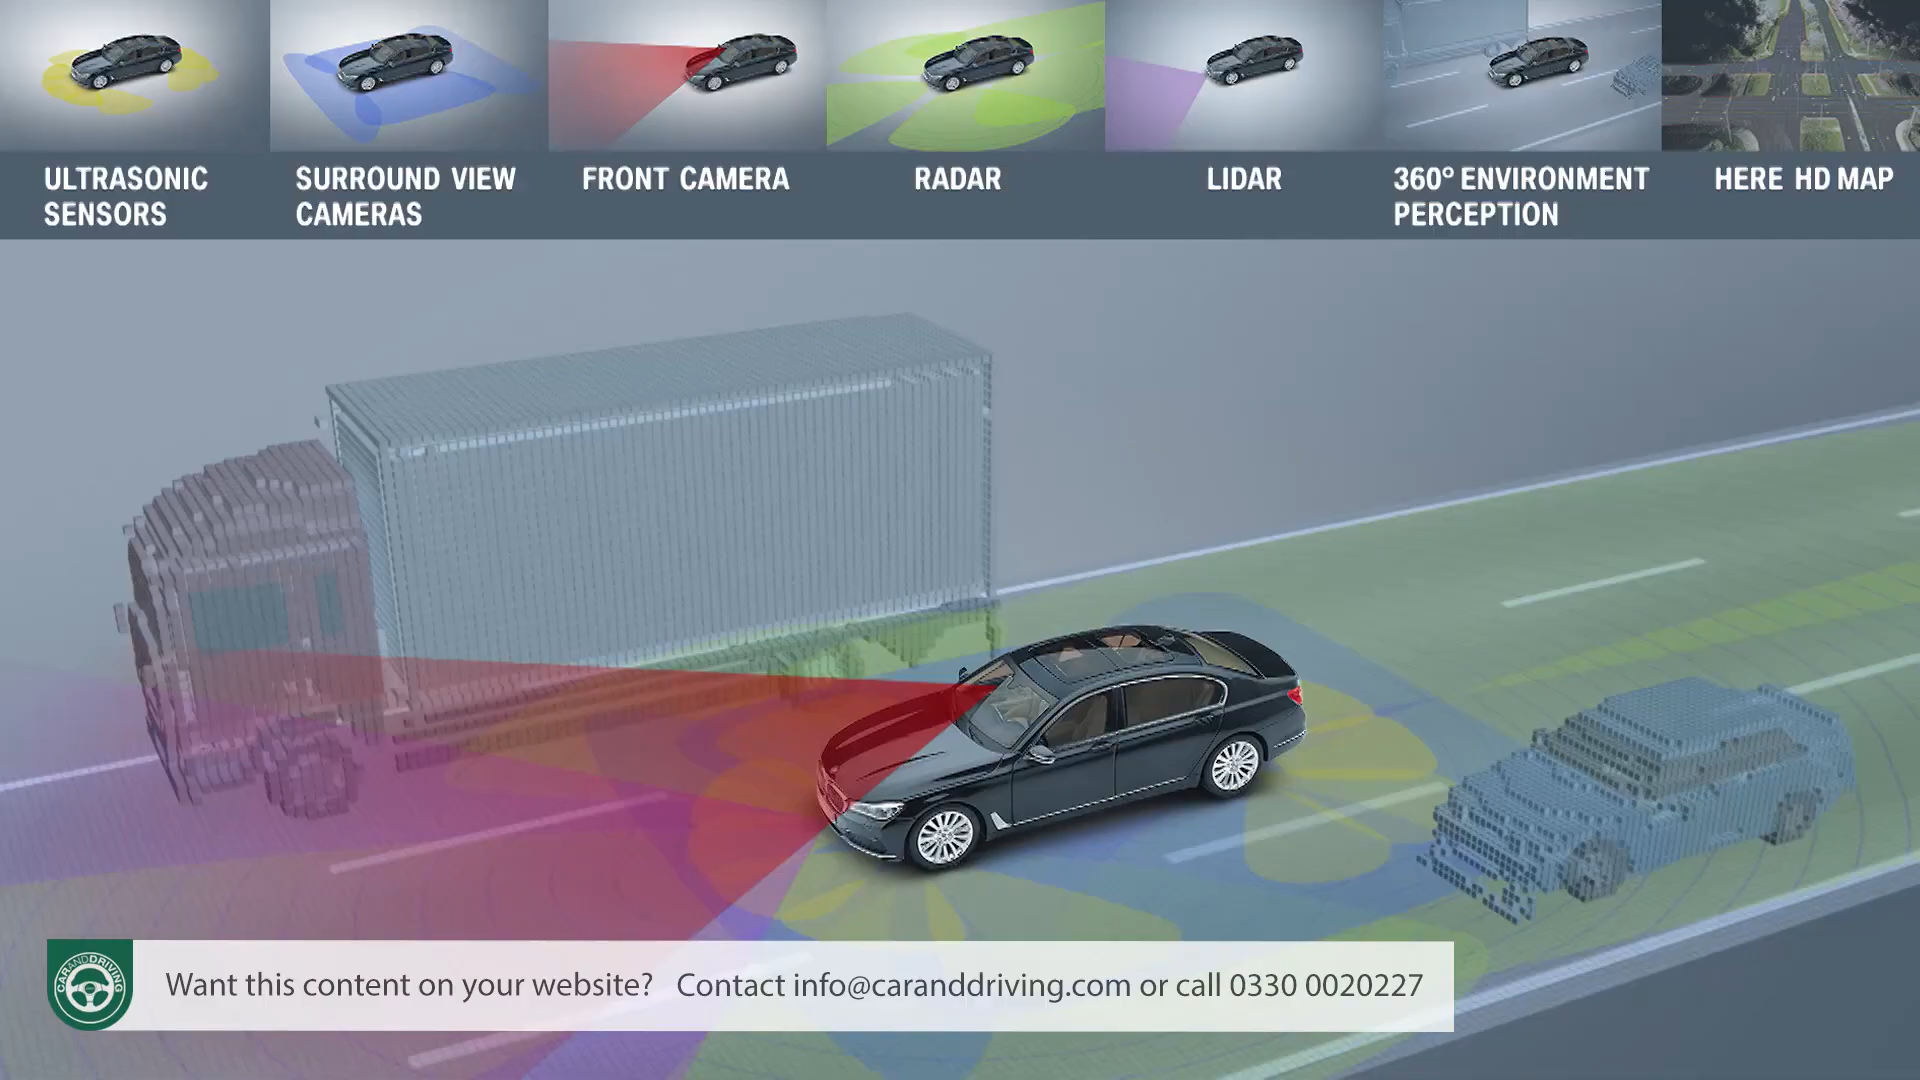 ULTRASONIC
SENSORS
SURROUND VIEW
CAMERAS
FRONT CAMERA
RADAR
LIDAR
360° ENVIRONMENT
PERCEPTION
HERE HD MAP
CARANDDRIVING
Want this content on your website? Contact info@caranddriving.com or call 0330 0020227